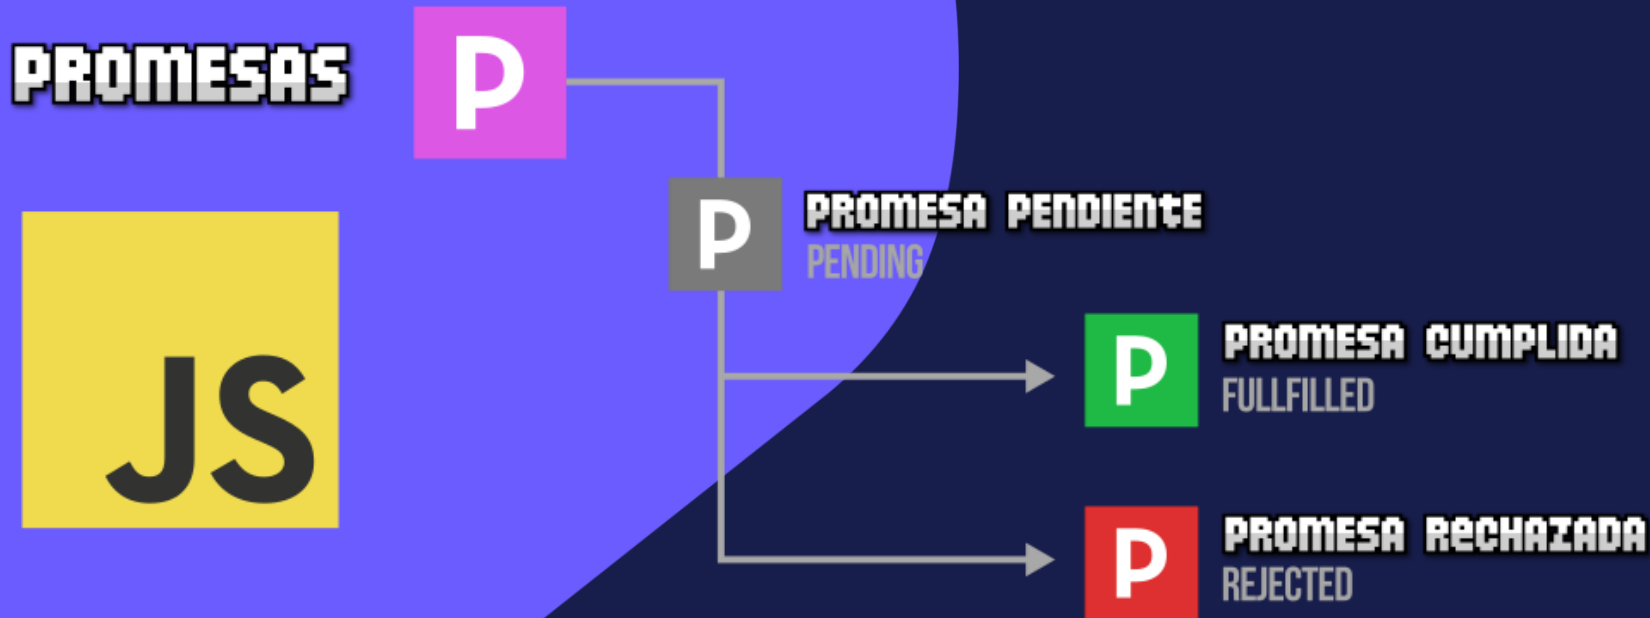 PROMESAS
P
P
PROMESA PENDIENTE
PENDING
JS
P
PROMESA CUMPLIDA
FULLFILLED
P
PROMESA RECHAZADA
REJECTED